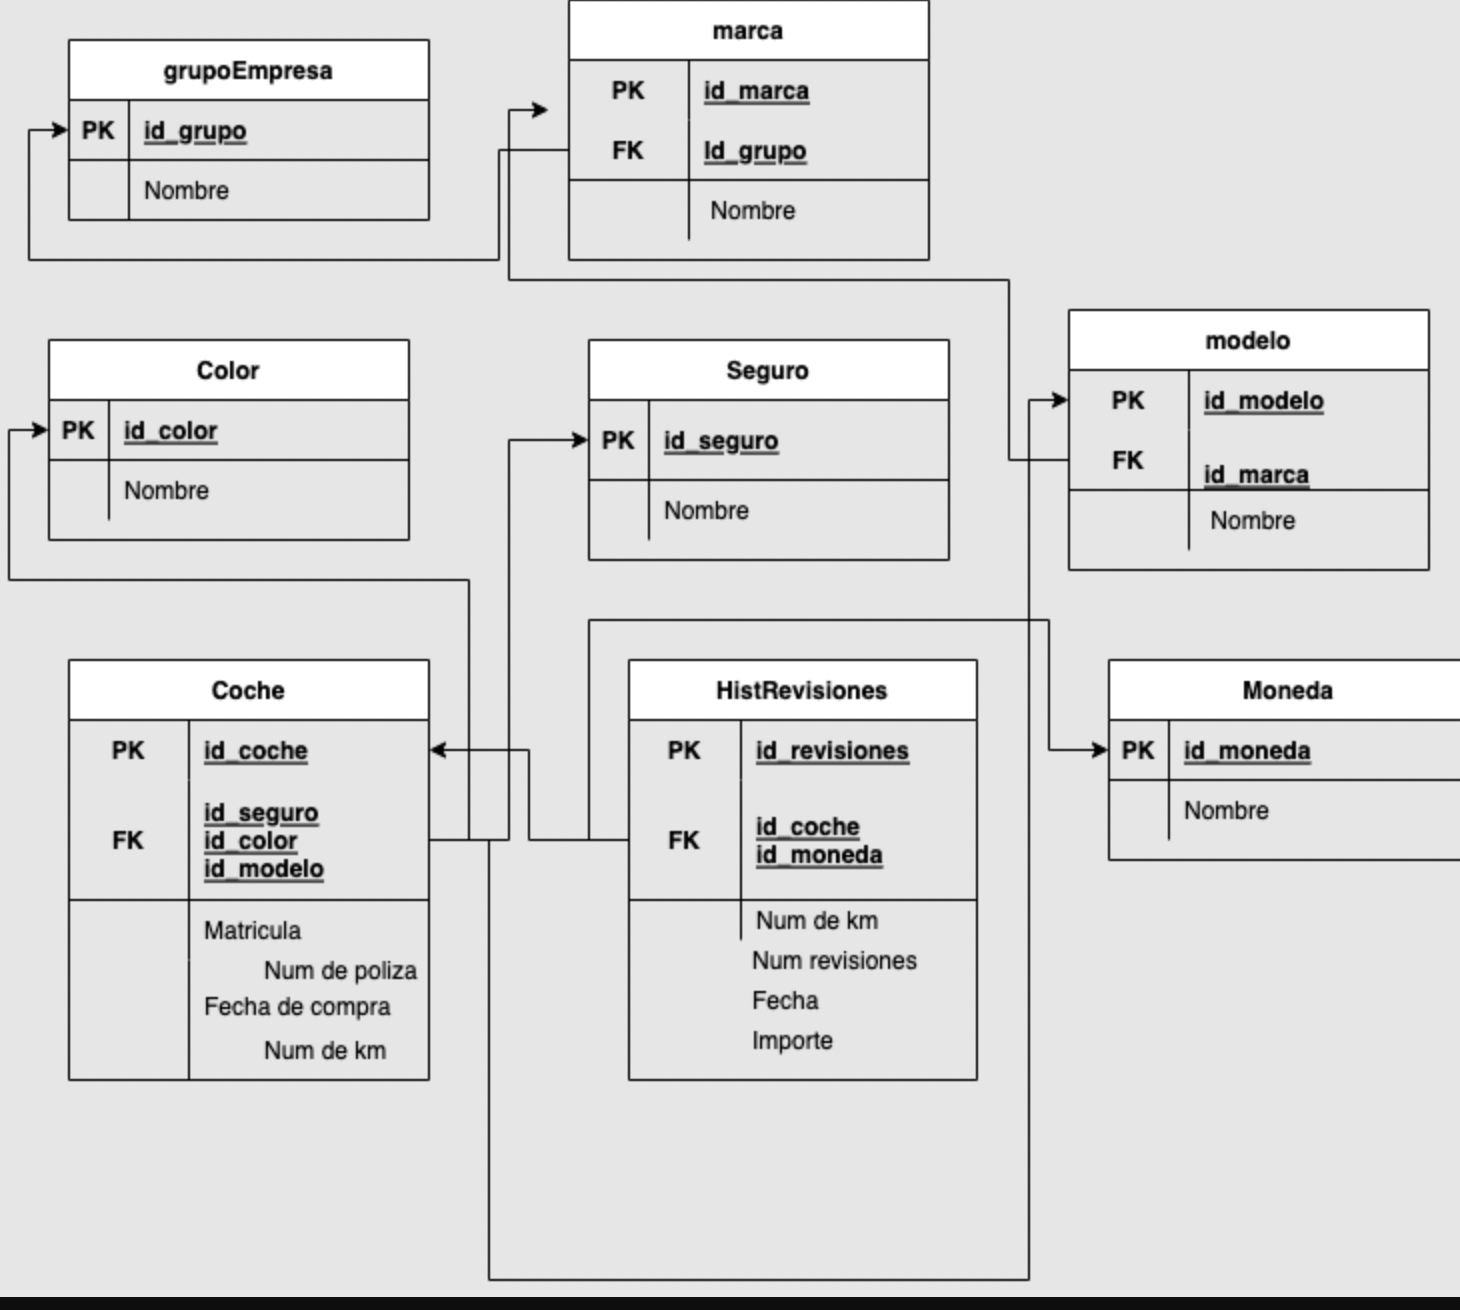 grupoEmpresa
PK id_grupo
Nombre
marca
PK id_marca
FK Id_grupo
Nombre
Color
PK id_color
Nombre
Seguro
PK id_seguro
Nombre
modelo
PK id_modelo
FK id_marca
Nombre
Coche
PK id_coche
id_seguro
FK id_color
id_modelo
Matricula
Num de poliza
Fecha de compra
Num de km
HistRevisiones
PK id_revisiones
FK id_coche
id_moneda
Num de km
Num revisiones
Fecha
Importe
Moneda
PK id_moneda
Nombre